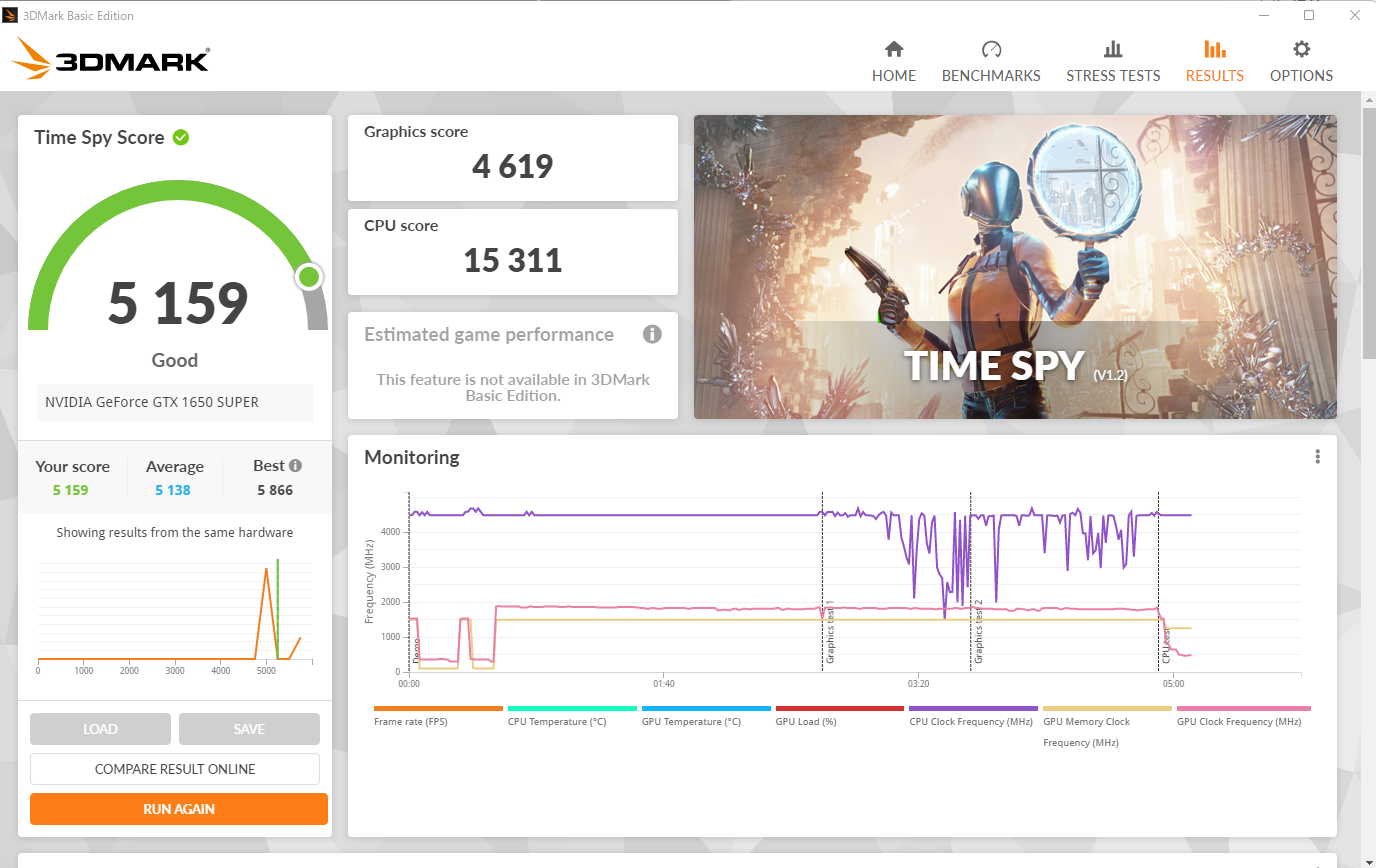 3DMark Basic Edition
3DMARK®
HOME
BENCHMARKS
STRESS TESTS
RESULTS
OPTIONS
Time Spy Score
5 159
Good
NVIDIA GeForce GTX 1650 SUPER
Your score
5 159
Average
5 138
Best
5 866
Showing results from the same hardware
0 1000 2000 3000 4000 5000
LOAD
SAVE
COMPARE RESULT ONLINE
RUN AGAIN
Graphics score
4 619
CPU score
15 311
Estimated game performance
This feature is not available in 3DMark
Basic Edition.
TIME SPY (V1.2)
Monitoring
Frequency (MHz)
4000
3000
2000
1000
0
Demo
Graphics test 1
Graphics test 2
CPU test
00:00 01:40 03:20 05:00
Frame rate (FPS)
CPU Temperature (°C)
GPU Temperature (°C)
GPU Load (%)
CPU Clock Frequency (MHz)
GPU Memory Clock
Frequency (MHz)
GPU Clock Frequency (MHz)